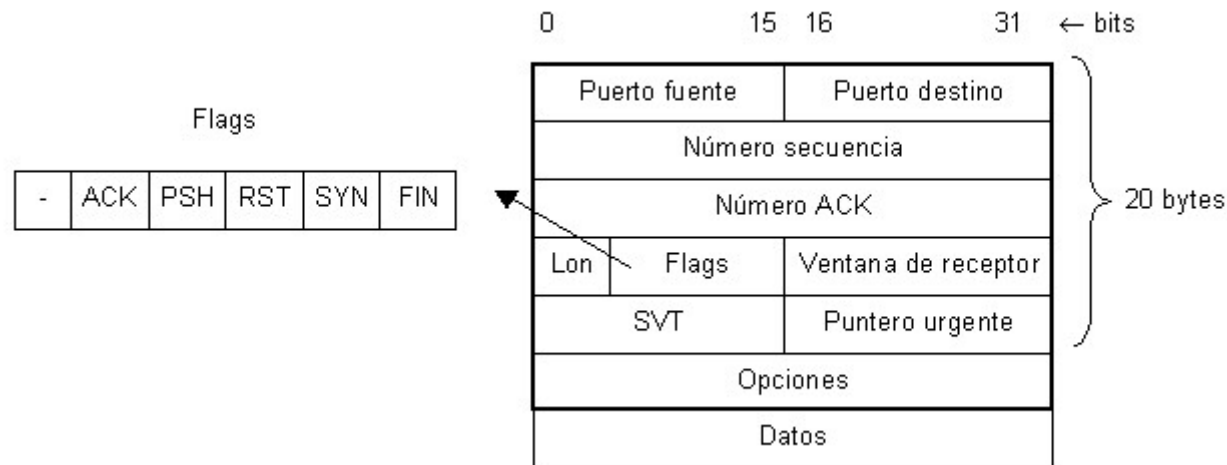 0 15 16 31 ← bits
Puerto fuente Puerto destino
Flags
Número secuencia
- ACK PSH RST SYN FIN
Número ACK
20 bytes
Lon Flags Ventana de receptor
SVT Puntero urgente
Opciones
Datos